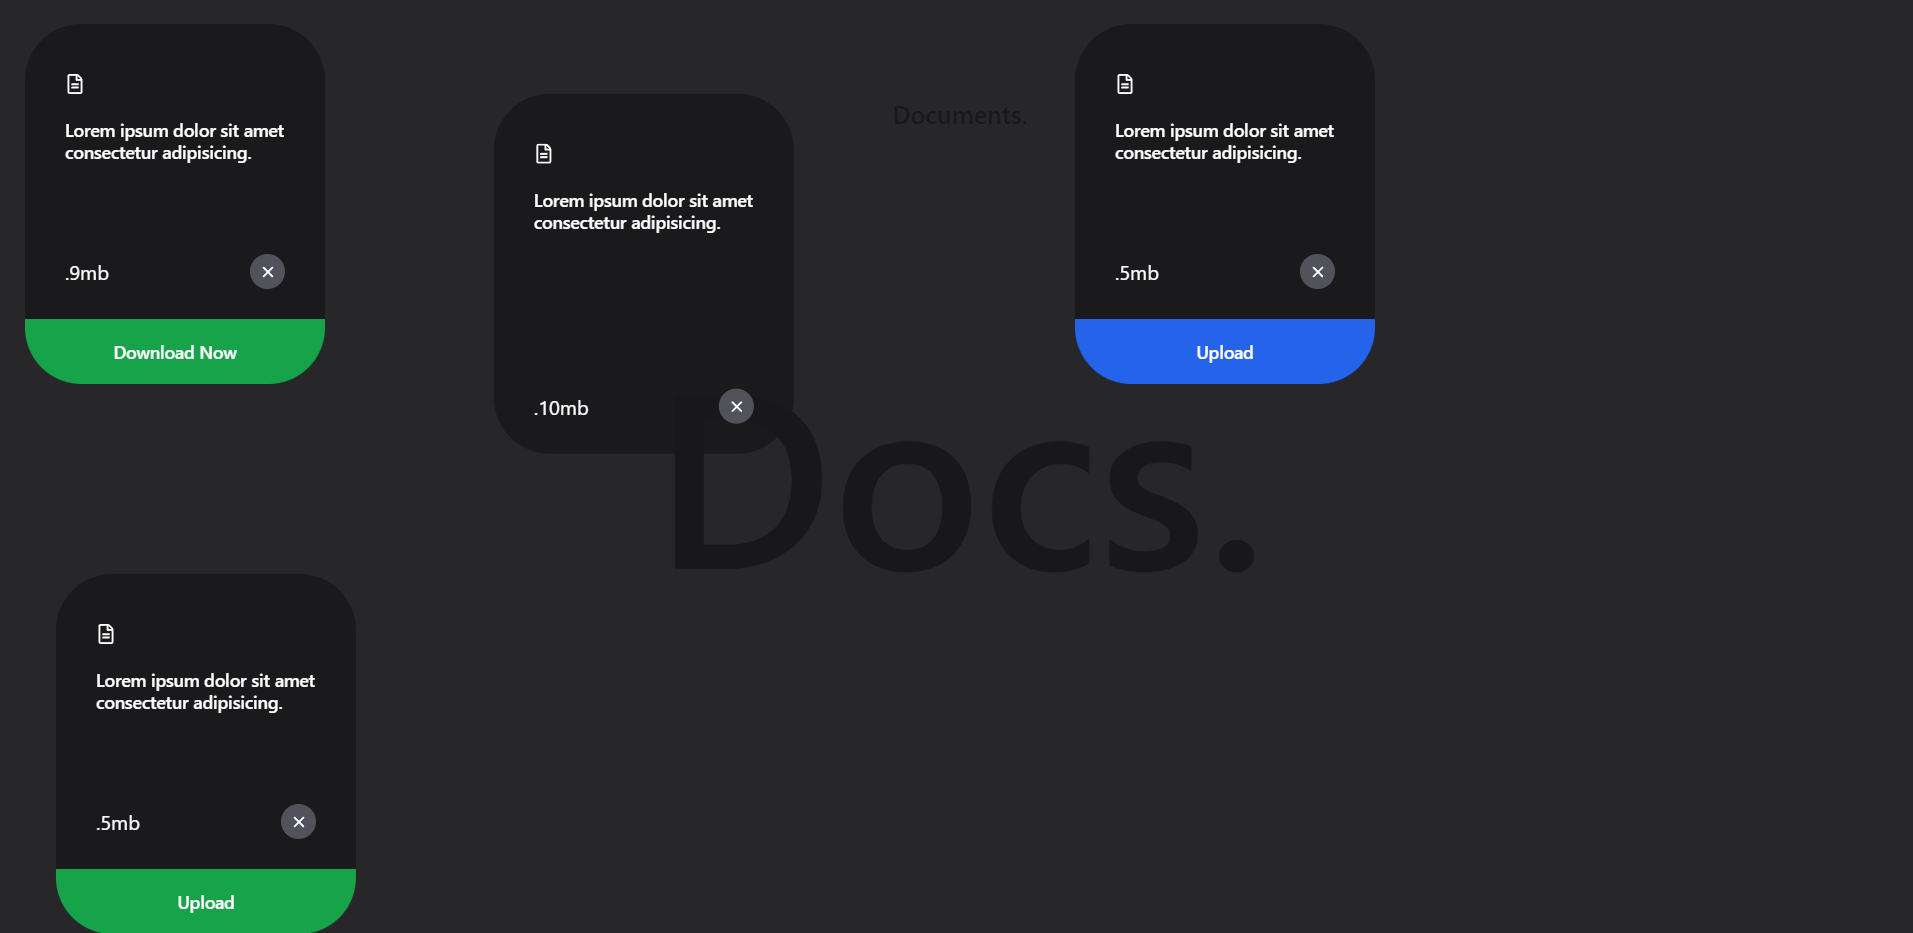 Lorem ipsum dolor sit amet
consectetur adipisicing.
.9mb
Download Now
Lorem ipsum dolor sit amet
consectetur adipisicing.
.10mb
Documents.
Lorem ipsum dolor sit amet
consectetur adipisicing.
.5mb
Upload
Docs.
Lorem ipsum dolor sit amet
consectetur adipisicing.
.5mb
Upload